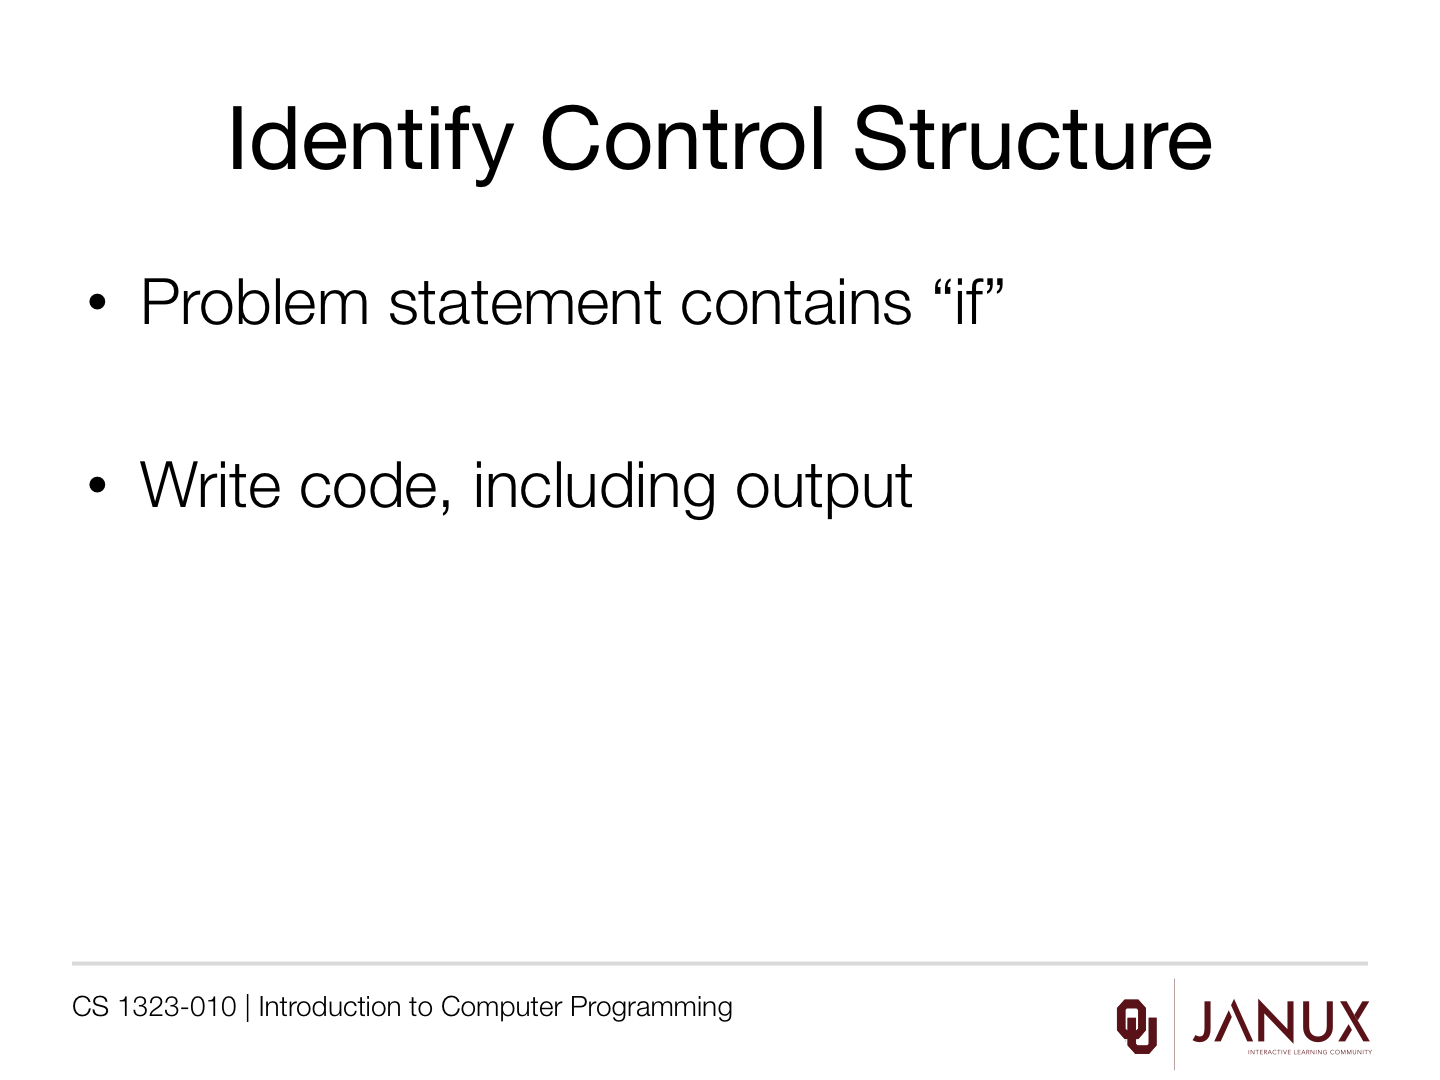 Identify Control Structure
• Problem statement contains “if”
• Write code, including output
CS 1323-010 | Introduction to Computer Programming
OU
JANUX
INTERACTIVE LEARNING COMMUNITY